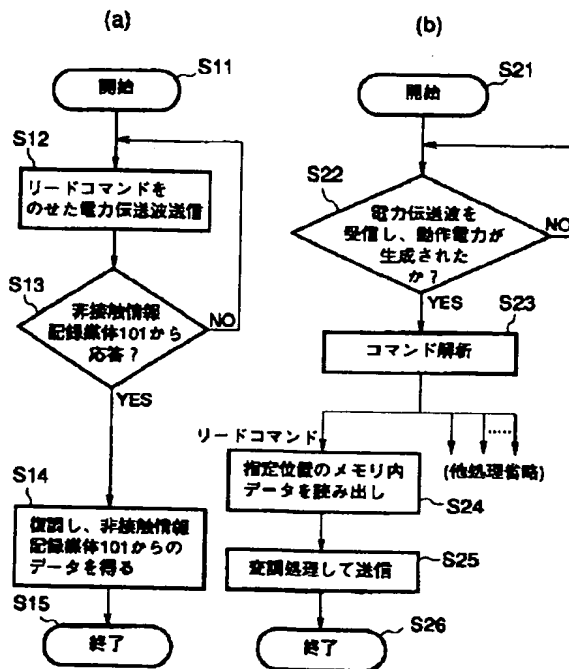 (a)
S11
開始
S12
リードコマンドを
のせた電力伝送波送信
S13
非接触情報
記録媒体101から
応答?
NO
YES
S14
復調し、非接触情報
記録媒体101からの
データを得る
S15
終了
(b)
S21
開始
S22
電力伝送波を
受信し、動作電力が
生成された
か?
NO
YES
S23
コマンド解析
リードコマンド
......
(他処理省略)
指定位置のメモリ内
データを読み出し
S24
S25
変調処理して送信
S26
終了